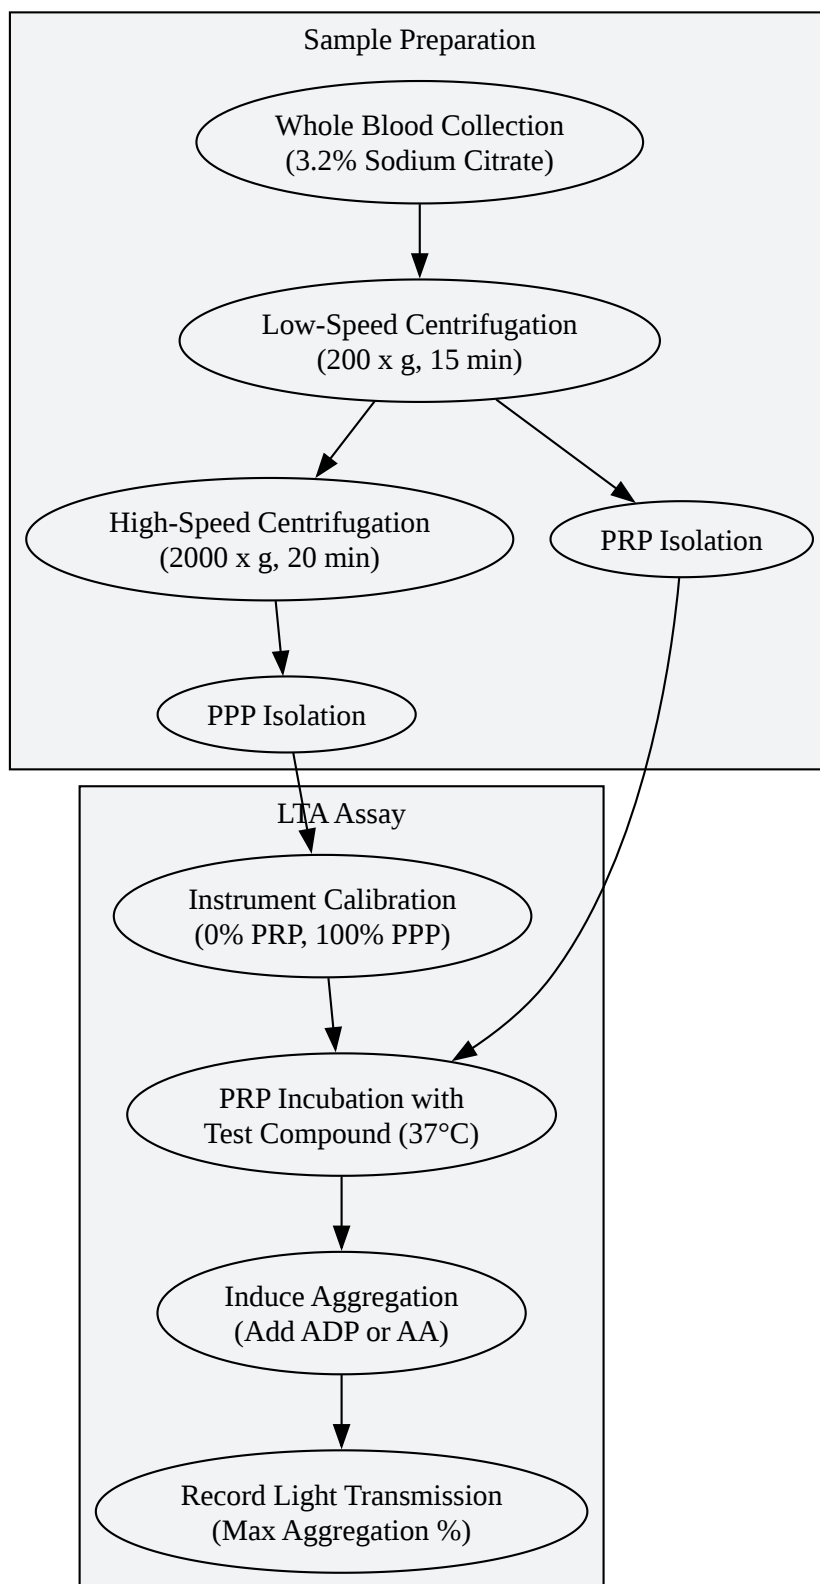 Sample Preparation
Whole Blood Collection
(3.2% Sodium Citrate)
Low-Speed Centrifugation
(200 x g, 15 min)
High-Speed Centrifugation
(2000 x g, 20 min)
PRP Isolation
PPP Isolation
LTA Assay
Instrument Calibration
(0% PRP, 100% PPP)
PRP Incubation with
Test Compound (37°C)
Induce Aggregation
(Add ADP or AA)
Record Light Transmission
(Max Aggregation %)